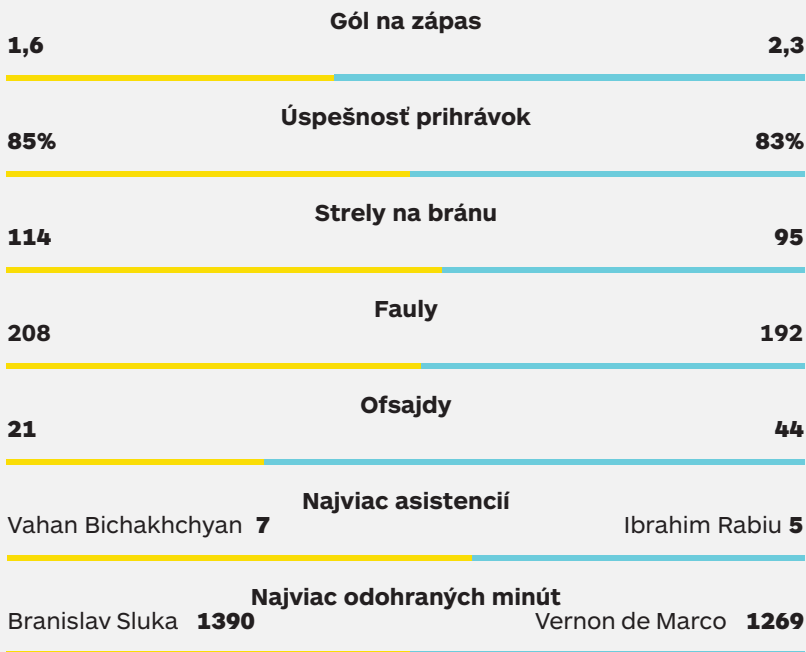 Gól na zápas
1,6 2,3
Úspešnosť prihrávok
85% 83%
Strely na bránu
114 95
Fauly
208 192
Ofsajdy
21 44
Najviac asistencií
Vahan Bichakhchyan 7 Ibrahim Rabiu 5
Najviac odohraných minút
Branislav Sluka 1390 Vernon de Marco 1269